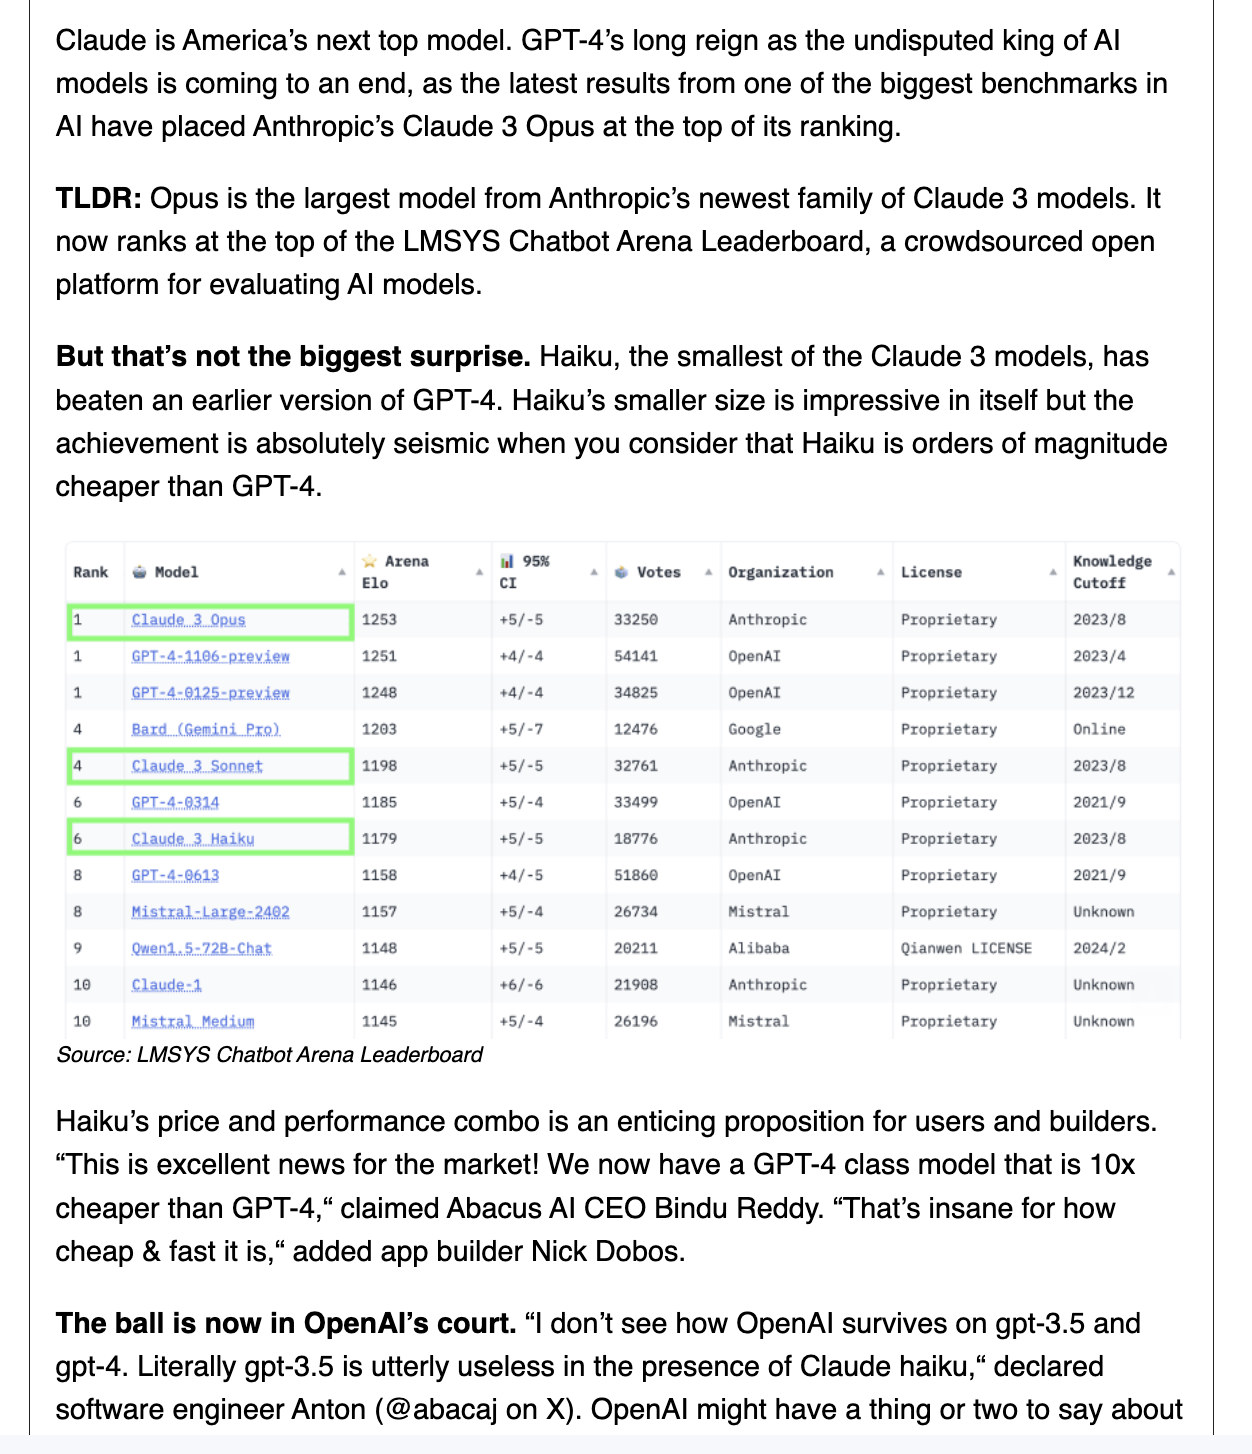 Claude is America’s next top model. GPT-4’s long reign as the undisputed king of AI
models is coming to an end, as the latest results from one of the biggest benchmarks in
AI have placed Anthropic’s Claude 3 Opus at the top of its ranking.
TLDR: Opus is the largest model from Anthropic’s newest family of Claude 3 models. It
now ranks at the top of the LMSYS Chatbot Arena Leaderboard, a crowdsourced open
platform for evaluating AI models.
But that’s not the biggest surprise. Haiku, the smallest of the Claude 3 models, has
beaten an earlier version of GPT-4. Haiku’s smaller size is impressive in itself but the
achievement is absolutely seismic when you consider that Haiku is orders of magnitude
cheaper than GPT-4.
Rank Model Arena Elo 95% CI Votes Organization License Knowledge Cutoff
1 Claude 3 Opus 1253 +5/-5 33250 Anthropic Proprietary 2023/8
1 GPT-4-1106-preview 1251 +4/-4 54141 OpenAI Proprietary 2023/4
1 GPT-4-0125-preview 1248 +4/-4 34825 OpenAI Proprietary 2023/12
4 Bard (Gemini Pro) 1203 +5/-7 12476 Google Proprietary Online
4 Claude 3 Sonnet 1198 +5/-5 32761 Anthropic Proprietary 2023/8
6 GPT-4-0314 1185 +5/-4 33499 OpenAI Proprietary 2021/9
6 Claude 3 Haiku 1179 +5/-5 18776 Anthropic Proprietary 2023/8
8 GPT-4-0613 1158 +4/-5 51860 OpenAI Proprietary 2021/9
8 Mistral-Large-2402 1157 +5/-4 26734 Mistral Proprietary Unknown
9 Qwen1.5-72B-Chat 1148 +5/-5 20211 Alibaba Qianwen LICENSE 2024/2
10 Claude-1 1146 +6/-6 21908 Anthropic Proprietary Unknown
10 Mistral Medium 1145 +5/-4 26196 Mistral Proprietary Unknown
Source: LMSYS Chatbot Arena Leaderboard
Haiku’s price and performance combo is an enticing proposition for users and builders.
“This is excellent news for the market! We now have a GPT-4 class model that is 10x
cheaper than GPT-4,“ claimed Abacus AI CEO Bindu Reddy. “That’s insane for how
cheap & fast it is,“ added app builder Nick Dobos.
The ball is now in OpenAI’s court. “I don’t see how OpenAI survives on gpt-3.5 and
gpt-4. Literally gpt-3.5 is utterly useless in the presence of Claude haiku,“ declared
software engineer Anton (@abacaj on X). OpenAI might have a thing or two to say about